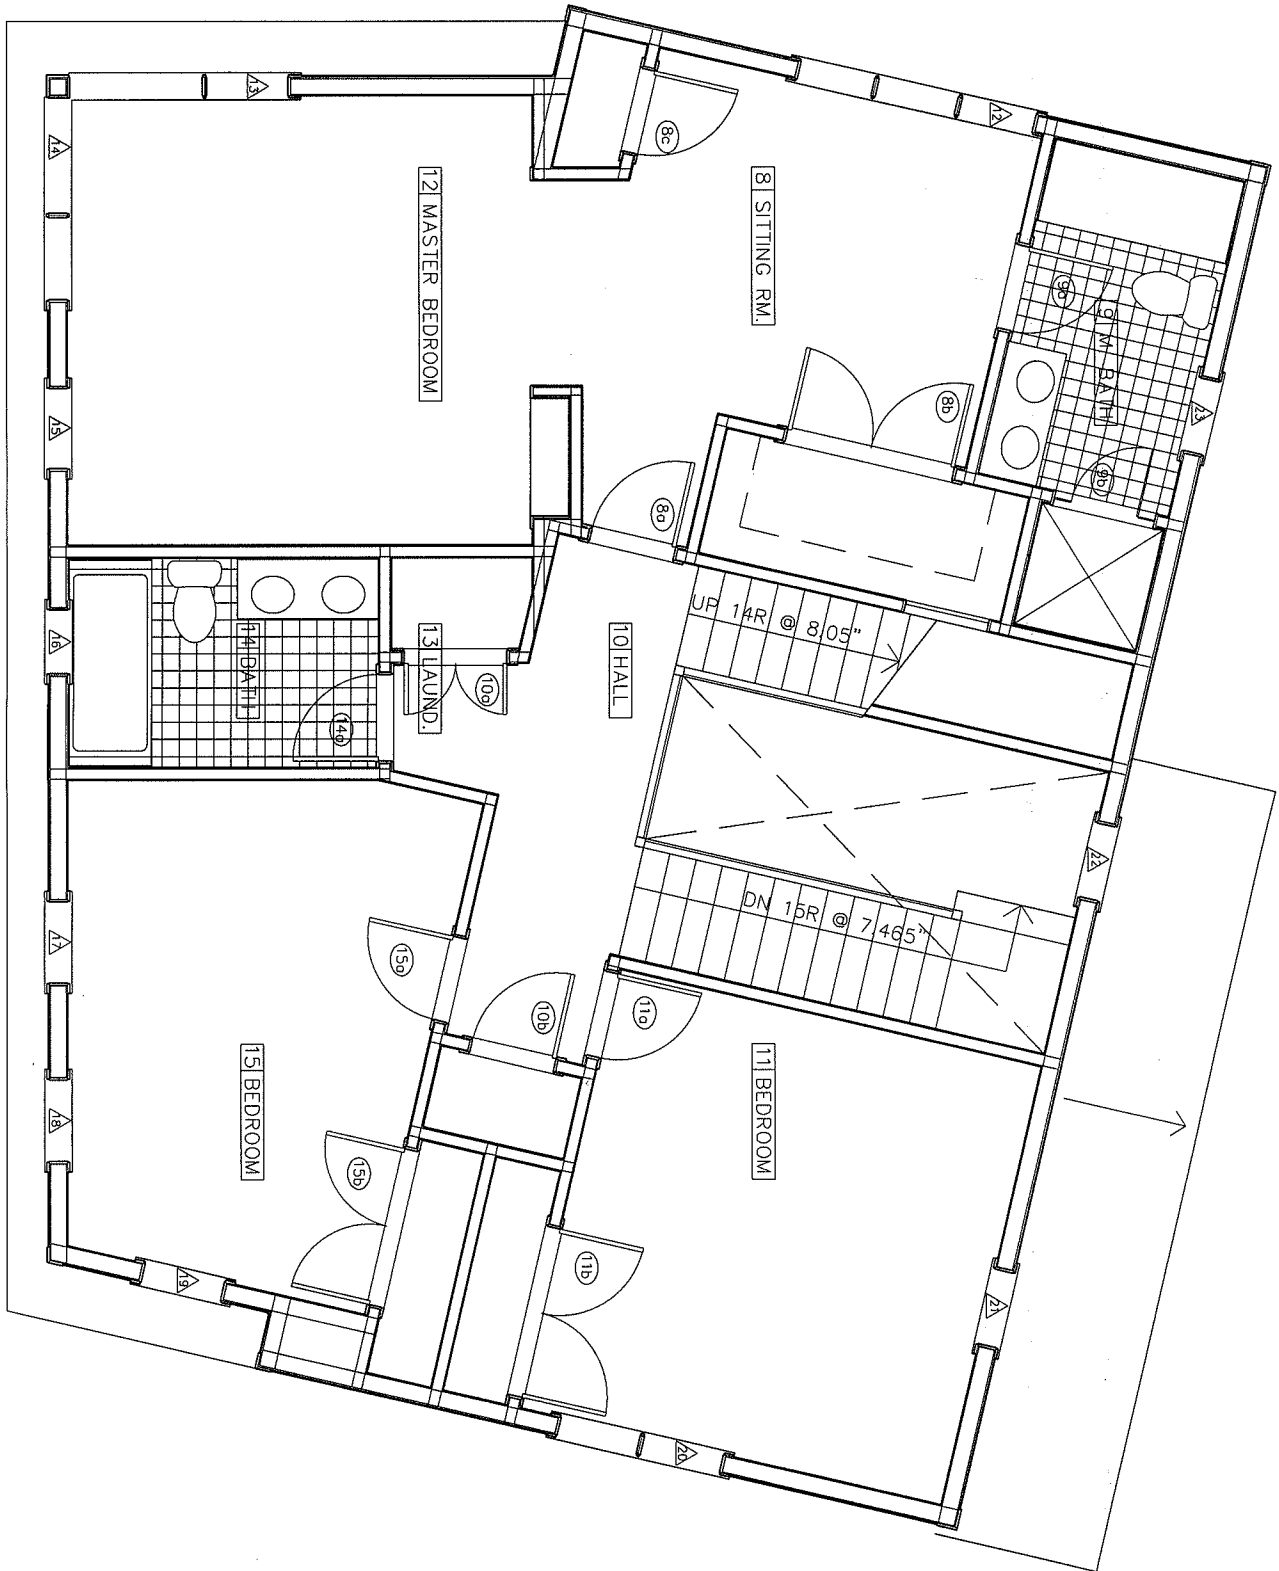 23
22
9 M. BATH
9b
9a
12
21
8b
UP 14R @ 8.05"
DN 15R @ 7.465"
8 SITTING RM.
11 BEDROOM
20
8c
8a
11a
10 HALL
11b
10b
10a
12 MASTER BEDROOM
13 LAUND.
15a
15b
14a
13
14 BATH
15 BEDROOM
19
14
15
16
17
18